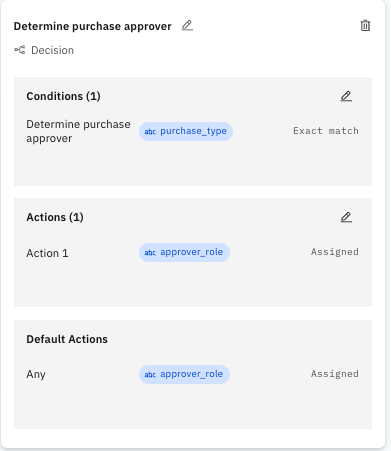 Determine purchase approver
Decision
Conditions (1)
Determine purchase
approver
abc purchase_type
Exact match
Actions (1)
Action 1
abc approver_role
Assigned
Default Actions
Any
abc approver_role
Assigned